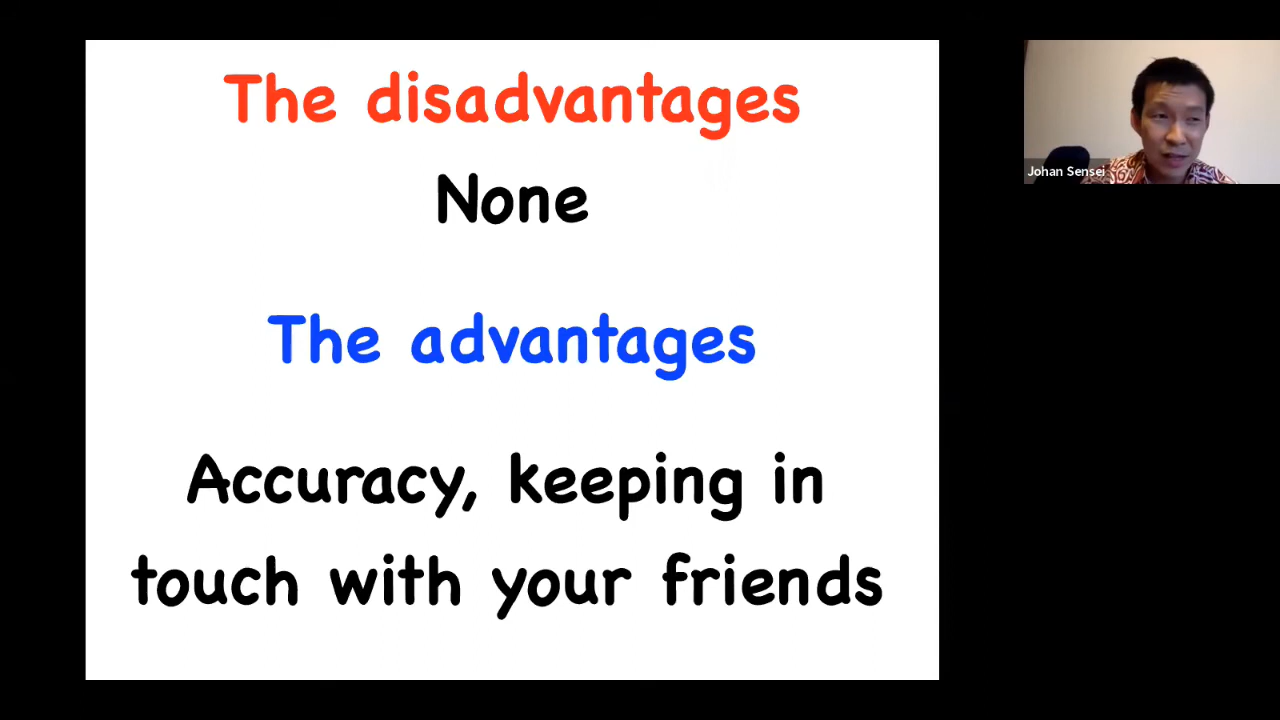 The disadvantages
None
The advantages
Accuracy, keeping in
touch with your friends
Johan Sensei